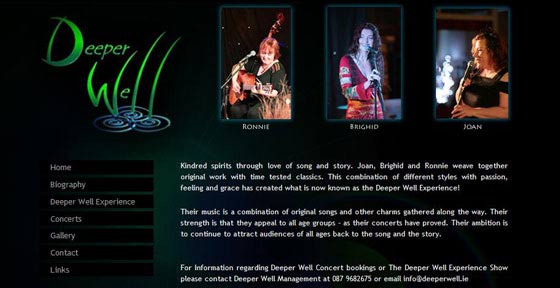 Deeper
Well
Ronnie
Brighid
Joan
Home
Biography
Deeper Well Experience
Concerts
Gallery
Contact
Links
Kindred spirits through love of song and story. Joan, Brighid and Ronnie weave together
original work with time tested classics. This combination of different styles with passion,
feeling and grace has created what is now known as the Deeper Well Experience!
Their music is a combination of original songs and other charms gathered along the way. Their
strength is that they appeal to all age groups - as their concerts have proved. Their ambition is
to continue to attract audiences of all ages back to the song and the story.
For Information regarding Deeper Well Concert bookings or The Deeper Well Experience Show
please contact Deeper Well Management at 087 9682675 or email info@deeperwell.ie